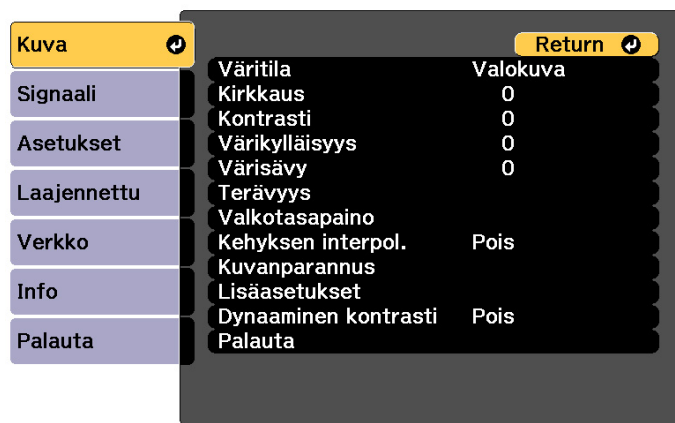 Kuva
Signaali
Asetukset
Laajennettu
Verkko
Info
Palauta
Return
Väritila Valokuva
Kirkkaus 0
Kontrasti 0
Värikylläisyys 0
Värisävy 0
Terävyys
Valkotasapaino
Kehyksen interpol. Pois
Kuvanparannus
Lisäasetukset
Dynaaminen kontrasti Pois
Palauta